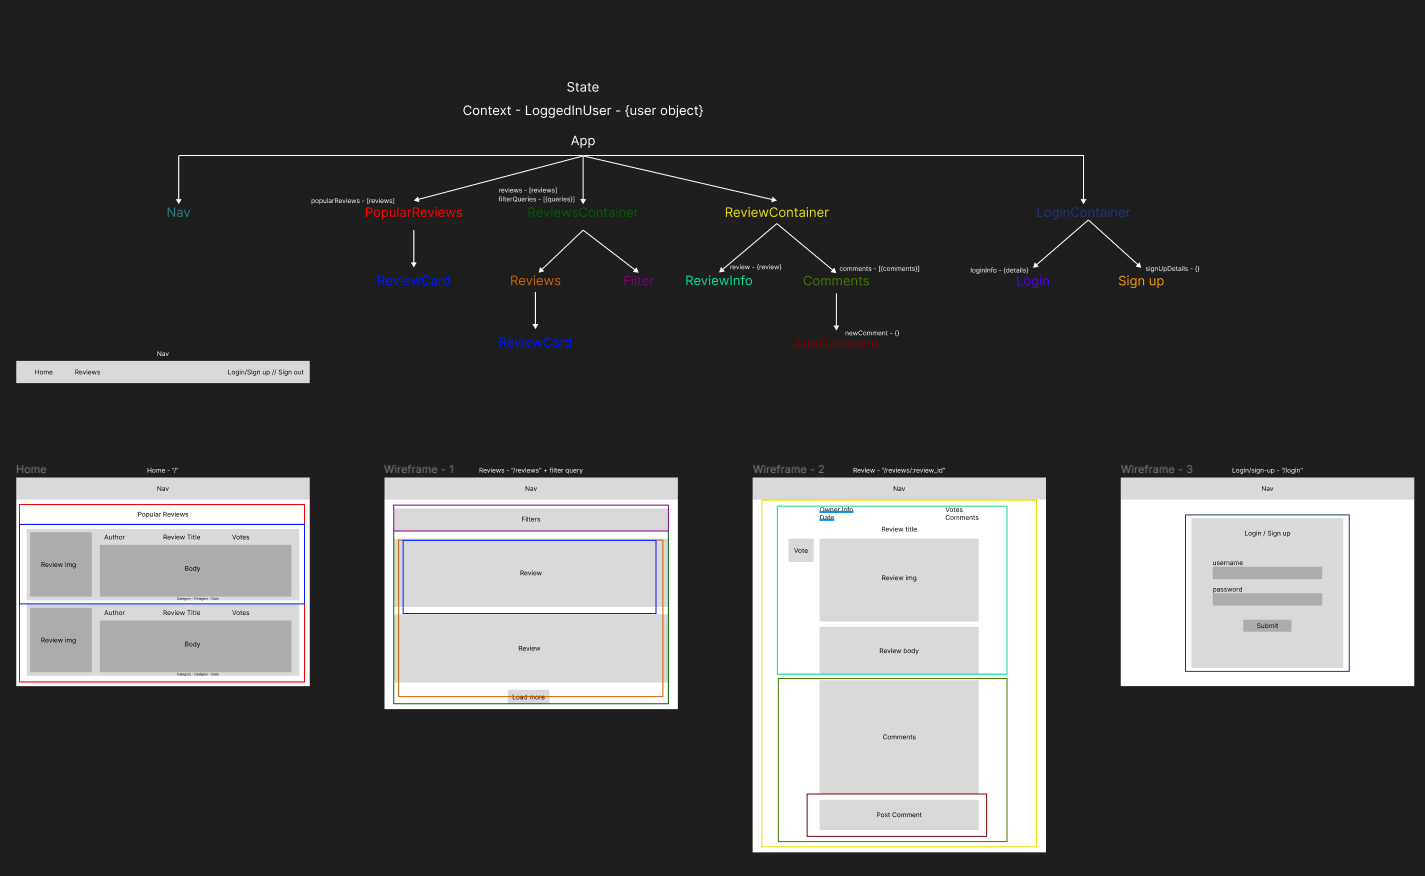 State
Context - LoggedInUser - {user object}
App
popularReviews - [reviews]
reviews - [reviews]
filterQueries - [{queries}]
Nav
PopularReviews
ReviewsContainer
ReviewContainer
LoginContainer
review - {review}
comments - [{comments}]
loginInfo - {details}
signUpDetails - {}
ReviewCard
Reviews
Filter
ReviewInfo
Comments
Login
Sign up
newComment - {}
ReviewCard
AddComment
Nav
Home
Reviews
Login/Sign up // Sign out
Home
Home - "/"
Nav
Popular Reviews
Author
Review Title
Votes
Review img
Body
Category - Designer - Date
Author
Review Title
Votes
Review img
Body
Category - Designer - Date
Wireframe - 1
Reviews - "/reviews" + filter query
Nav
Filters
Review
Review
Load more
Wireframe - 2
Review - "/reviews/:review_id"
Nav
Owner info
Date
Votes
Comments
Review title
Vote
Review img
Review body
Comments
Post Comment
Wireframe - 3
Login/sign-up - "/login"
Nav
Login / Sign up
username
password
Submit